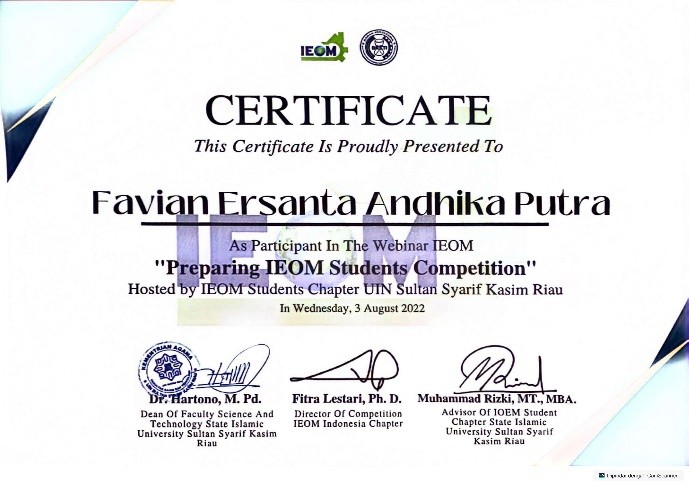 IEOM
CERTIFICATE
This Certificate Is Proudly Presented To
Favian Ersanta Andhika Putra
IEOM
As Participant In The Webinar IEOM
"Preparing IEOM Students Competition"
Hosted by IEOM Students Chapter UIN Sultan Syarif Kasim Riau
In Wednesday, 3 August 2022
KEMENTRIAN AGAMA
Dr. Hartono, M. Pd.
Dean Of Faculty Science And
Technology State Islamic
University Sultan Syarif Kasim
Riau
Fitra Lestari, Ph. D.
Director Of Competition
IEOM Indonesia Chapter
Muhammad Rizki, MT., MBA.
Advisor Of IOEM Student
Chapter State Islamic
University Sultan Syarif
Kasim Riau